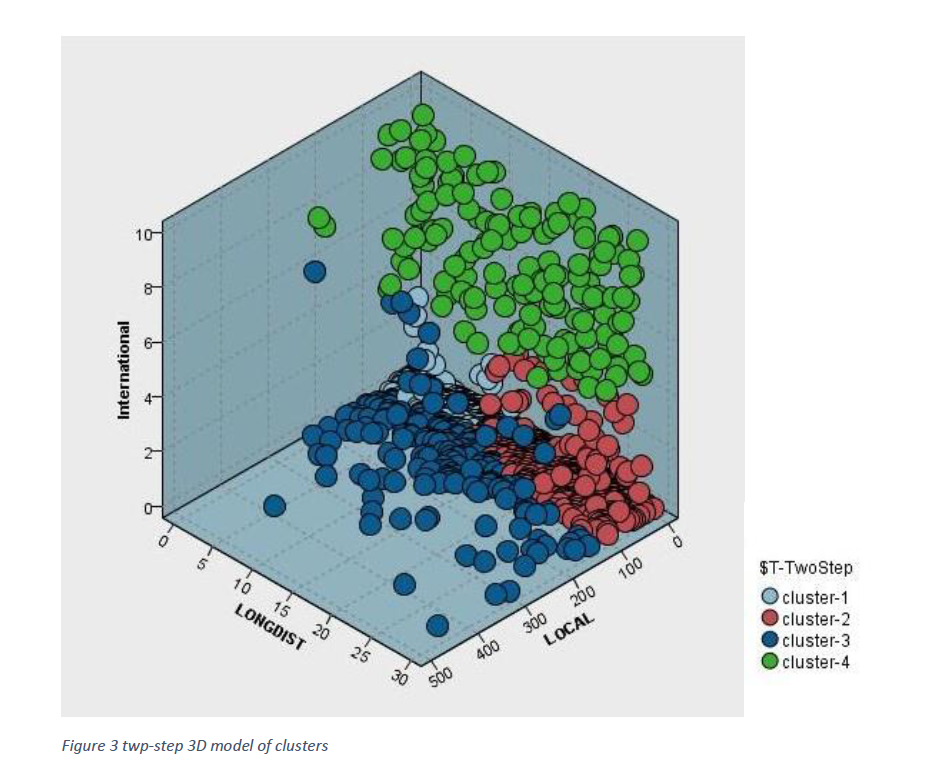 International
10
8
6
4
2
0
0
5
10
15
20
25
30
LONGDIST
0
100
200
300
400
500
LOCAL
$T-TwoStep
cluster-1
cluster-2
cluster-3
cluster-4
Figure 3 twp-step 3D model of clusters